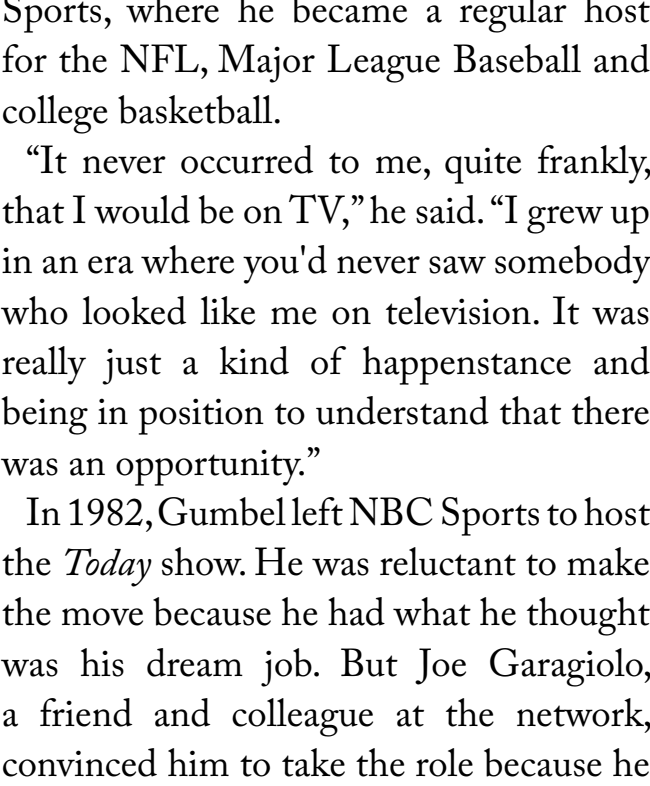 Sports, where he became a regular host
for the NFL, Major League Baseball and
college basketball.
“It never occurred to me, quite frankly,
that I would be on TV,” he said. “I grew up
in an era where you'd never saw somebody
who looked like me on television. It was
really just a kind of happenstance and
being in position to understand that there
was an opportunity.”
In 1982, Gumbel left NBC Sports to host
the Today show. He was reluctant to make
the move because he had what he thought
was his dream job. But Joe Garagiolo,
a friend and colleague at the network,
convinced him to take the role because he